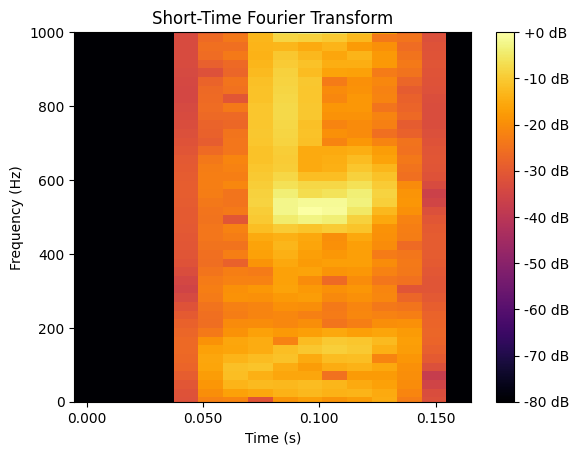 Short-Time Fourier Transform
1000
800
600
400
200
0
Frequency (Hz)
0.000
0.050
0.100
0.150
Time (s)
+0 dB
-10 dB
-20 dB
-30 dB
-40 dB
-50 dB
-60 dB
-70 dB
-80 dB